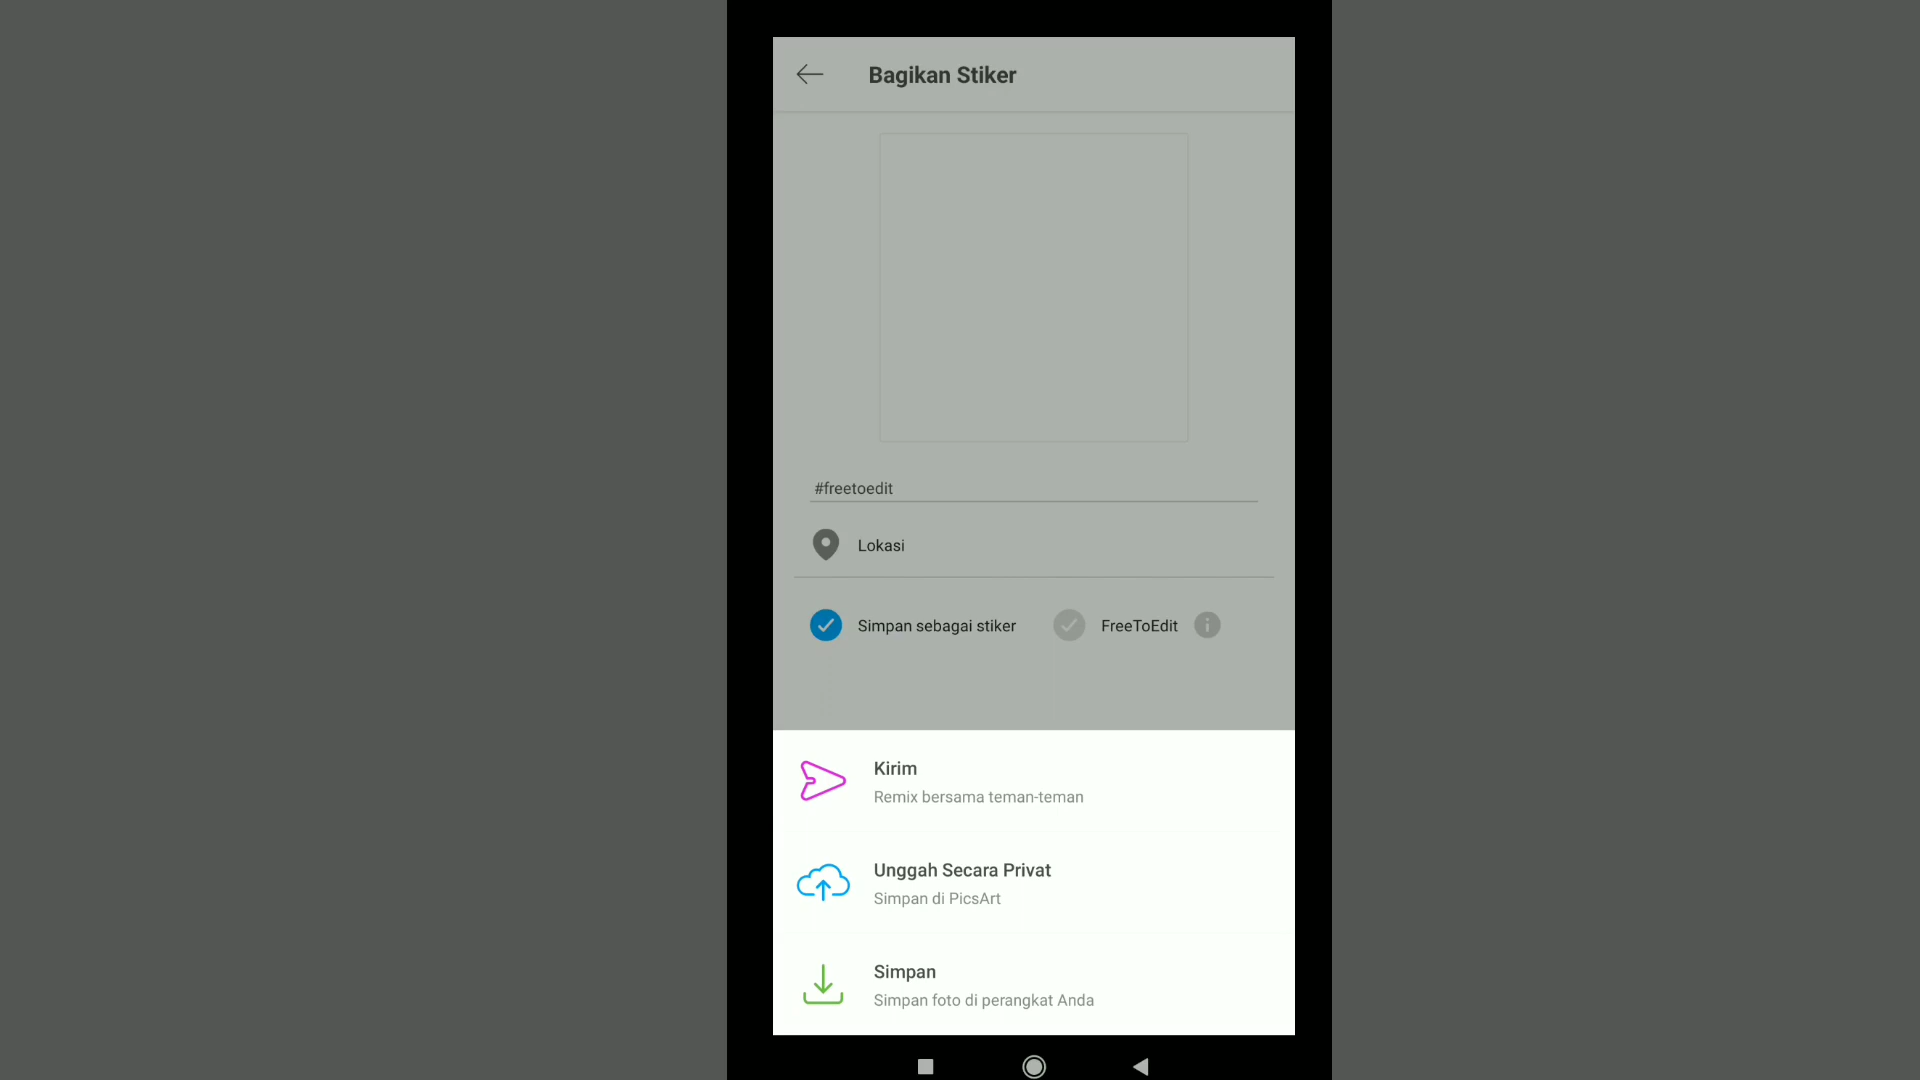 Bagikan Stiker
#freetoedit
Lokasi
Simpan sebagai stiker FreeToEdit
Kirim
Remix bersama teman-teman
Unggah Secara Privat
Simpan di PicsArt
Simpan
Simpan foto di perangkat Anda